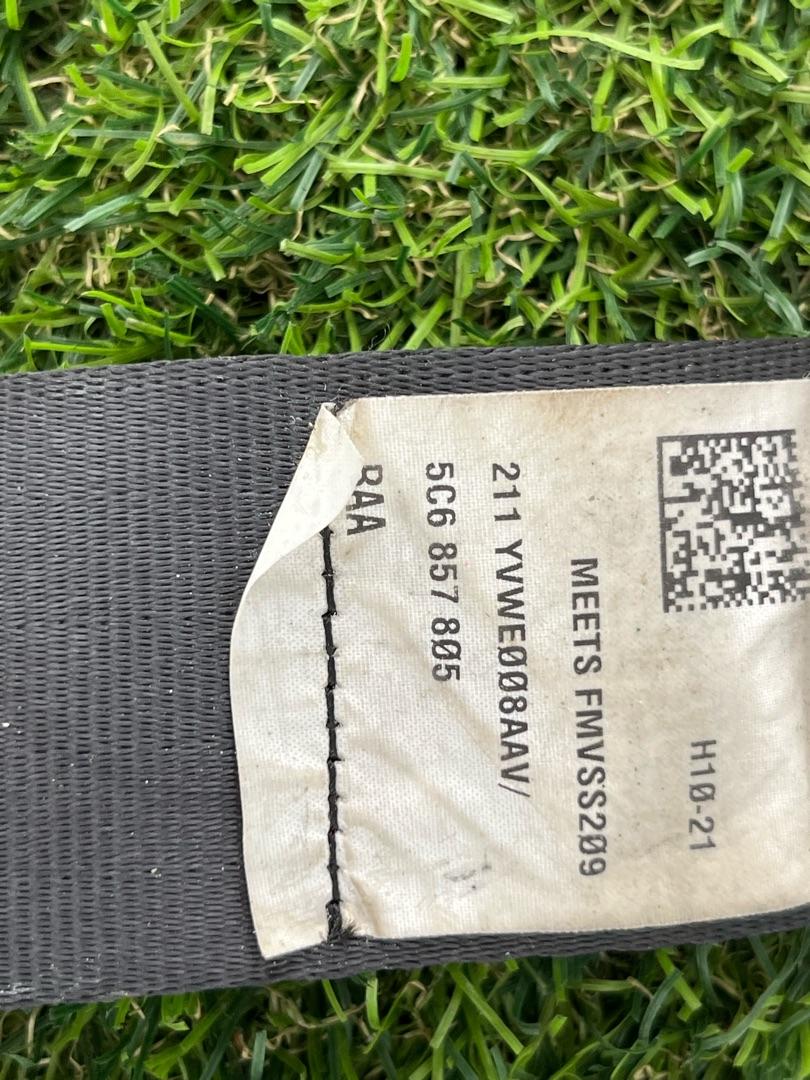 H10-21
MEETS FMVSS209
211 YVWE008AAV/
5C6 857 805
RAA